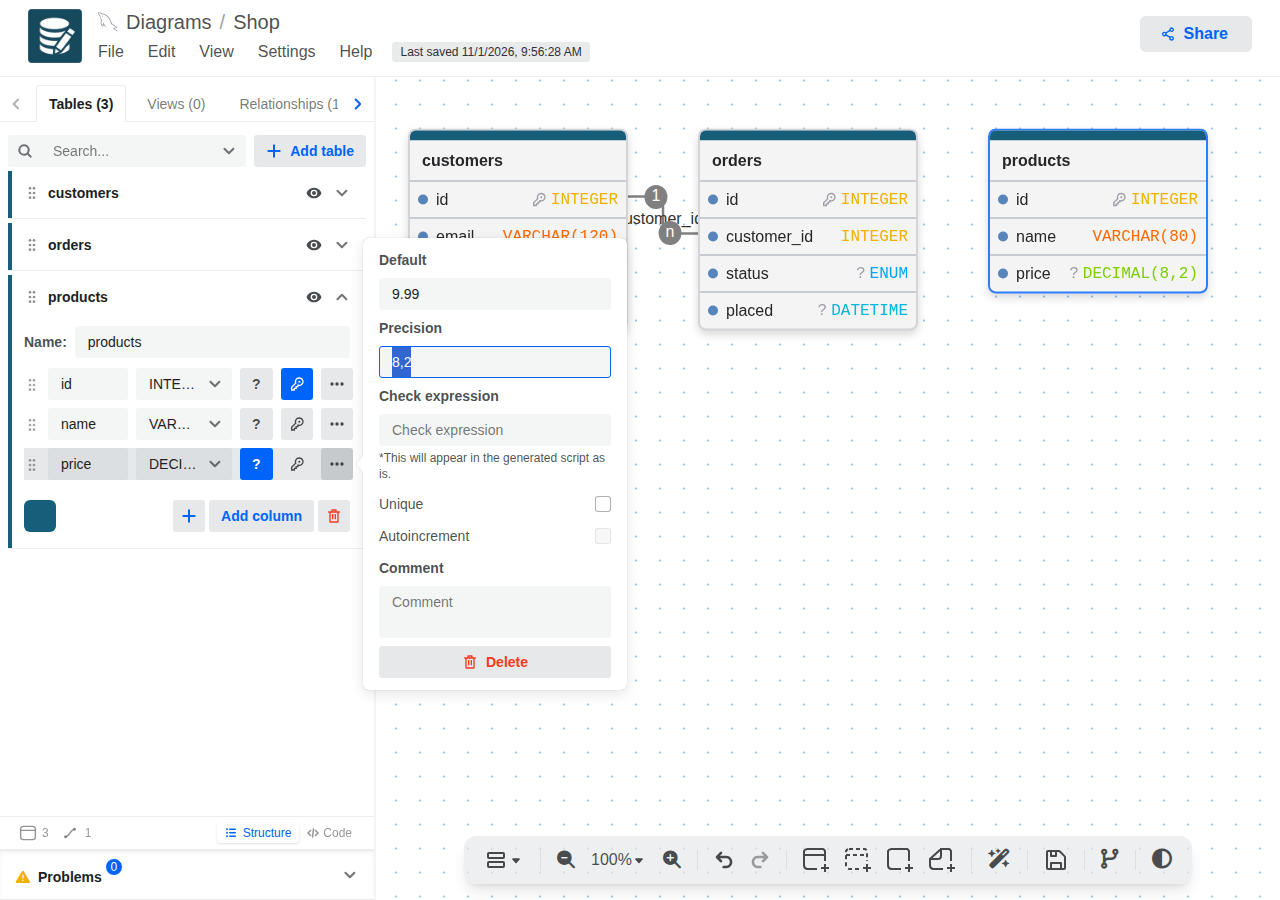 Diagrams / Shop
File Edit View Settings Help Last saved 11/1/2026, 9:56:28 AM
Share
Tables (3) Views (0) Relationships (1
Search... Add table
customers
orders
products
Name: products
id INTE... ?
name VAR... ?
price DECI... ?
Add column
Default
9.99
Precision
8,2
Check expression
Check expression
*This will appear in the generated script as
is.
Unique
Autoincrement
Comment
Comment
Delete
customers
id INTEGER
email VARCHAR(120)
1
n
ustomer_id
orders
id INTEGER
customer_id INTEGER
status ? ENUM
placed ? DATETIME
products
id INTEGER
name VARCHAR(80)
price ? DECIMAL(8,2)
3 1 Structure Code
Problems 0
100%